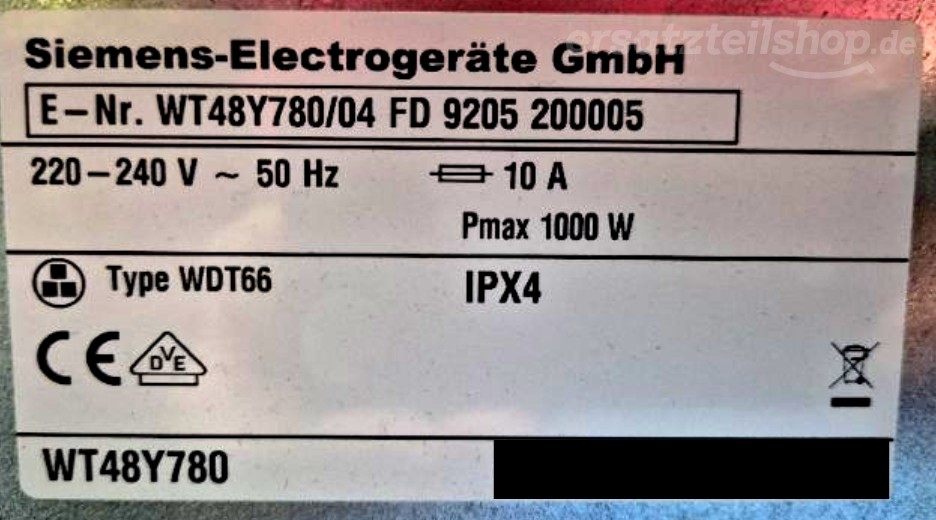 ersatzteilshop.de
Siemens-Electrogeräte GmbH
E-Nr. WT48Y780/04 FD 9205 200005
220-240 V ~ 50 Hz 10 A
Pmax 1000 W
Type WDT66 IPX4
CE DVE
WT48Y780